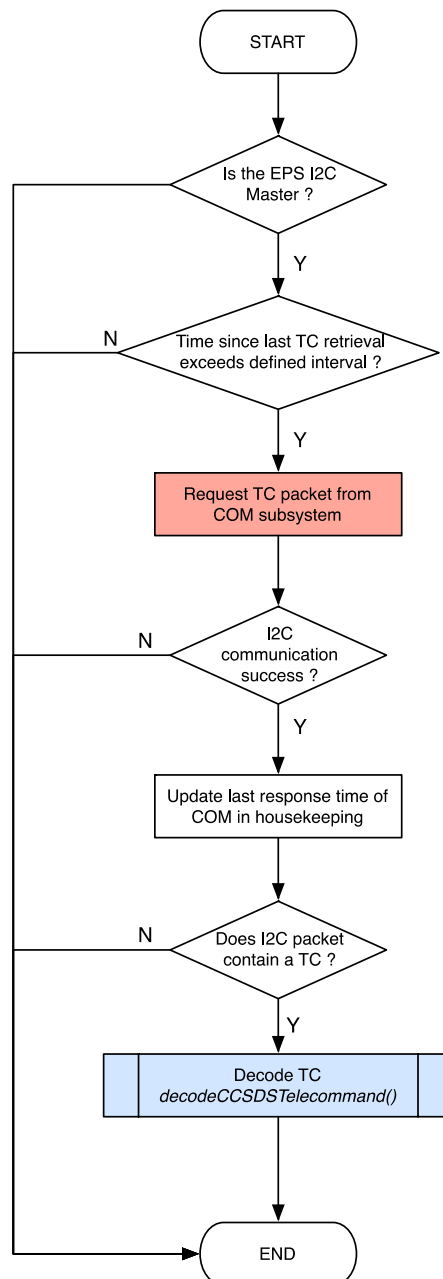 START
Is the EPS I2C
Master ?
Y
N
Time since last TC retrieval
exceeds defined interval ?
Y
Request TC packet from
COM subsystem
N
I2C
communication
success ?
Y
Update last response time of
COM in housekeeping
N
Does I2C packet
contain a TC ?
Y
Decode TC
decodeCCSDSTelecommand()
END